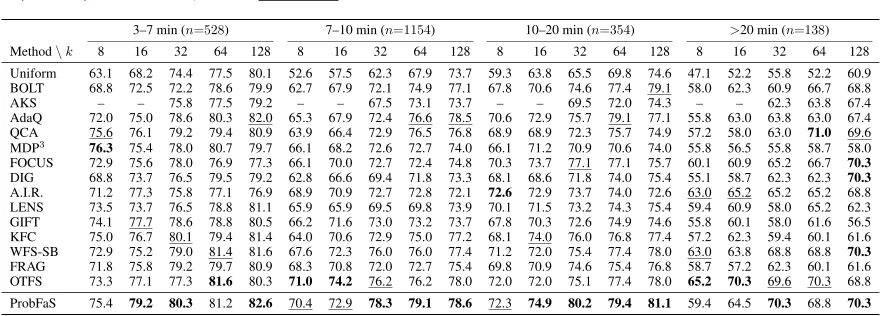 3–7 min (n=528) 7–10 min (n=1154) 10–20 min (n=354) >20 min (n=138)
Method \ k 8 16 32 64 128 8 16 32 64 128 8 16 32 64 128 8 16 32 64 128
Uniform 63.1 68.2 74.4 77.5 80.1 52.6 57.5 62.3 67.9 73.7 59.3 63.8 65.5 69.8 74.6 47.1 52.2 55.8 52.2 60.9
BOLT 68.8 72.5 72.2 78.6 79.9 62.7 67.9 72.1 74.9 77.1 67.8 70.6 74.6 77.4 79.1 58.0 62.3 60.9 66.7 68.8
AKS – – 75.8 77.5 79.2 – – 67.5 73.1 73.7 – – 69.5 72.0 74.3 – – 62.3 63.8 67.4
AdaQ 72.0 75.0 78.6 80.3 82.0 65.3 67.9 72.4 76.6 78.5 70.6 72.9 75.7 79.1 77.1 55.8 63.0 63.8 63.0 67.4
QCA 75.6 76.1 79.2 79.4 80.9 63.9 66.4 72.9 76.5 76.8 68.9 68.9 72.3 75.7 74.9 57.2 58.0 63.0 71.0 69.6
MDP³ 76.3 75.4 78.0 80.7 79.7 66.1 68.2 72.6 72.7 74.0 66.1 71.2 70.9 70.6 74.0 55.8 56.5 55.8 58.7 58.0
FOCUS 72.9 75.6 78.0 76.9 77.3 66.1 70.0 72.7 72.4 74.8 70.3 73.7 77.1 77.1 75.7 60.1 60.9 65.2 66.7 70.3
DIG 68.8 73.7 76.5 79.5 79.2 62.8 66.6 69.4 71.8 73.3 68.1 68.6 71.8 74.0 75.4 55.1 58.7 62.3 62.3 70.3
A.I.R. 71.2 77.3 75.8 77.1 76.9 68.9 70.9 72.7 72.8 72.1 72.6 72.9 73.7 74.0 72.6 63.0 65.2 65.2 65.2 68.8
LENS 73.5 73.7 76.5 78.8 81.1 65.9 65.9 69.5 69.8 73.9 70.1 71.5 73.2 74.3 75.4 59.4 60.9 58.0 65.2 62.3
GIFT 74.1 77.7 78.6 78.8 80.5 66.2 71.6 73.0 73.2 73.7 67.8 70.3 72.6 74.9 74.6 55.8 60.1 58.0 61.6 56.5
KFC 75.0 76.7 80.1 79.4 81.4 64.0 70.6 72.9 75.0 77.2 68.1 74.0 76.0 76.8 77.4 57.2 62.3 59.4 60.1 61.6
WFS-SB 72.9 75.2 79.0 81.4 81.6 67.6 72.3 76.0 76.0 77.4 71.2 72.0 75.4 77.4 78.0 63.0 63.8 68.8 68.8 70.3
FRAG 71.8 75.8 79.2 79.7 80.9 68.3 70.8 72.0 72.7 75.4 69.8 70.9 74.6 75.4 76.8 58.7 57.2 62.3 60.1 61.6
OTFS 73.3 77.1 77.3 81.6 80.3 71.0 74.2 76.2 76.2 78.0 72.0 72.0 75.1 77.4 78.0 65.2 70.3 69.6 70.3 68.8
ProbFaS 75.4 79.2 80.3 81.2 82.6 70.4 72.9 78.3 79.1 78.6 72.3 74.9 80.2 79.4 81.1 59.4 64.5 70.3 68.8 70.3